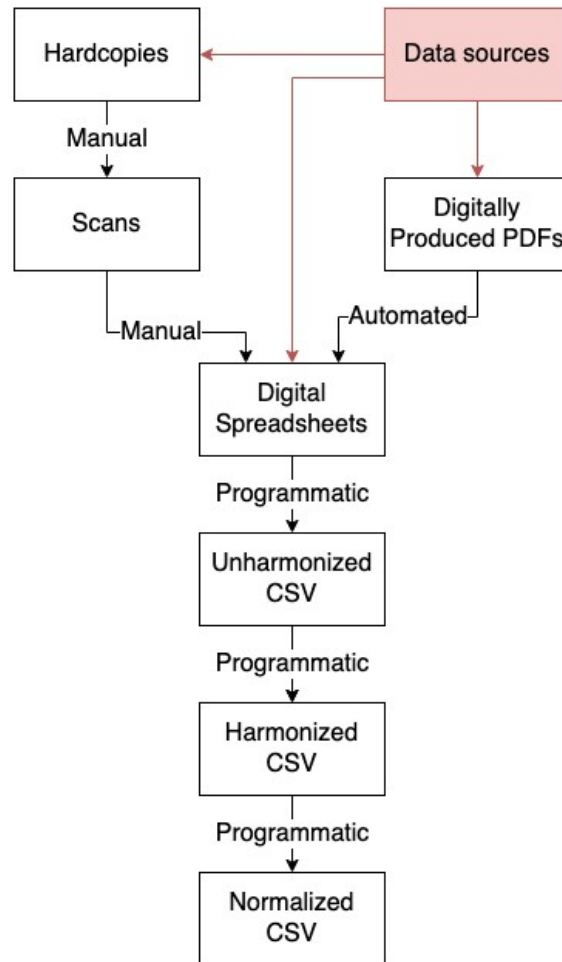 Hardcopies
Data sources
Manual
Scans
Digitally
Produced PDFs
Manual
Automated
Digital
Spreadsheets
Programmatic
Unharmonized
CSV
Programmatic
Harmonized
CSV
Programmatic
Normalized
CSV